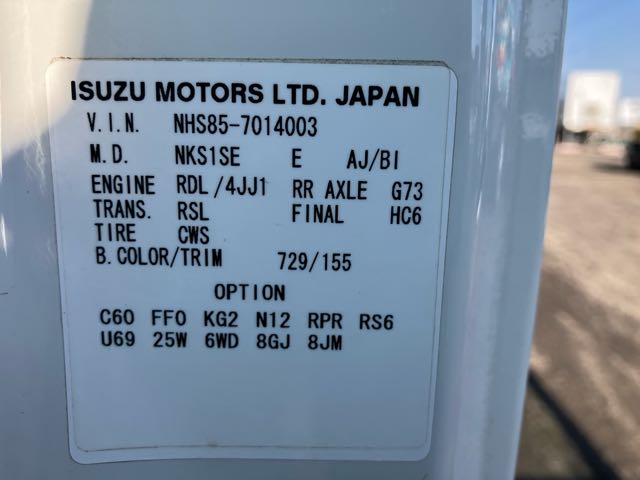 ISUZU MOTORS LTD. JAPAN
V.I.N. NHS85-7014003
M.D. NKS1SE E AJ/BI
ENGINE RDL/4JJ1 RR AXLE G73
TRANS. RSL FINAL HC6
TIRE CWS
B.COLOR/TRIM 729/155
OPTION
C60 FF0 KG2 N12 RPR RS6
U69 25W 6WD 8GJ 8JM